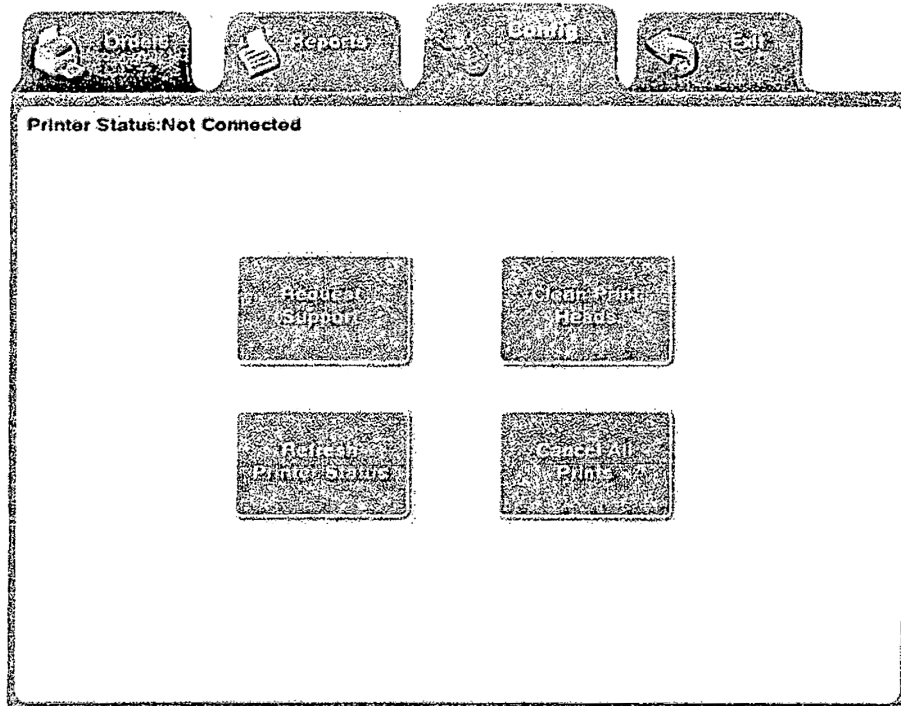 Orders
Reports
Config
Exit
Printer Status:Not Connected
Request
Support
Clean Print
Heads
Refresh
Printer Status
Cancel All
Prints